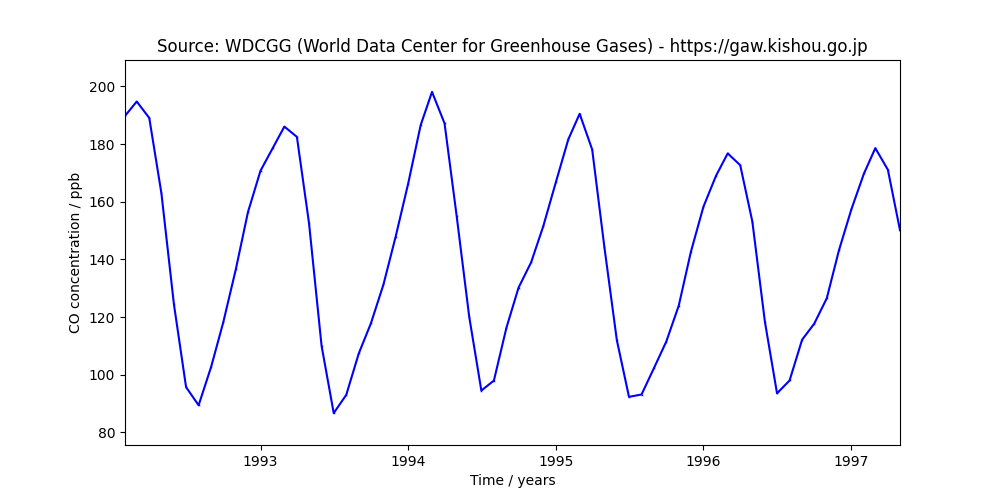 Source: WDCGG (World Data Center for Greenhouse Gases) - https://gaw.kishou.go.jp
200
180
160
140
120
100
80
CO concentration / ppb
1993 1994 1995 1996 1997
Time / years